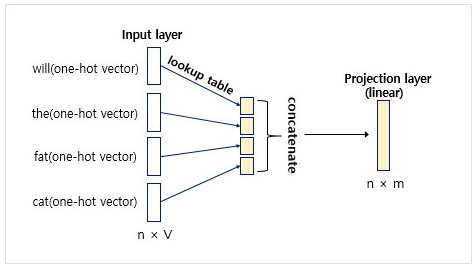 Input layer
will(one-hot vector)
the(one-hot vector)
fat(one-hot vector)
cat(one-hot vector)
n × V
lookup table
concatenate
Projection layer
(linear)
n × m